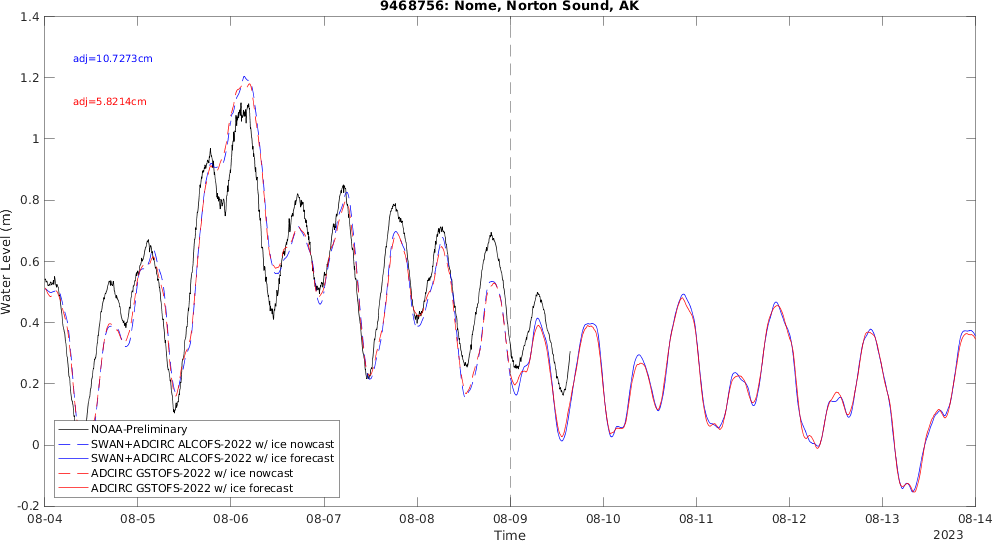 9468756: Nome, Norton Sound, AK
1.4
1.2
1
0.8
0.6
0.4
0.2
0
-0.2
Water Level (m)
adj=10.7273cm
adj=5.8214cm
NOAA-Preliminary
SWAN+ADCIRC ALCOFS-2022 w/ ice nowcast
SWAN+ADCIRC ALCOFS-2022 w/ ice forecast
ADCIRC GSTOFS-2022 w/ ice nowcast
ADCIRC GSTOFS-2022 w/ ice forecast
08-04 08-05 08-06 08-07 08-08 08-09 08-10 08-11 08-12 08-13 08-14
Time
2023